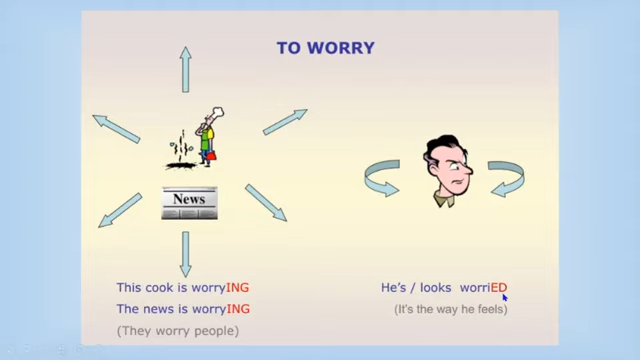 TO WORRY
News
This cook is worryING
The news is worryING
(They worry people)
He's / looks worriED
(It's the way he feels)